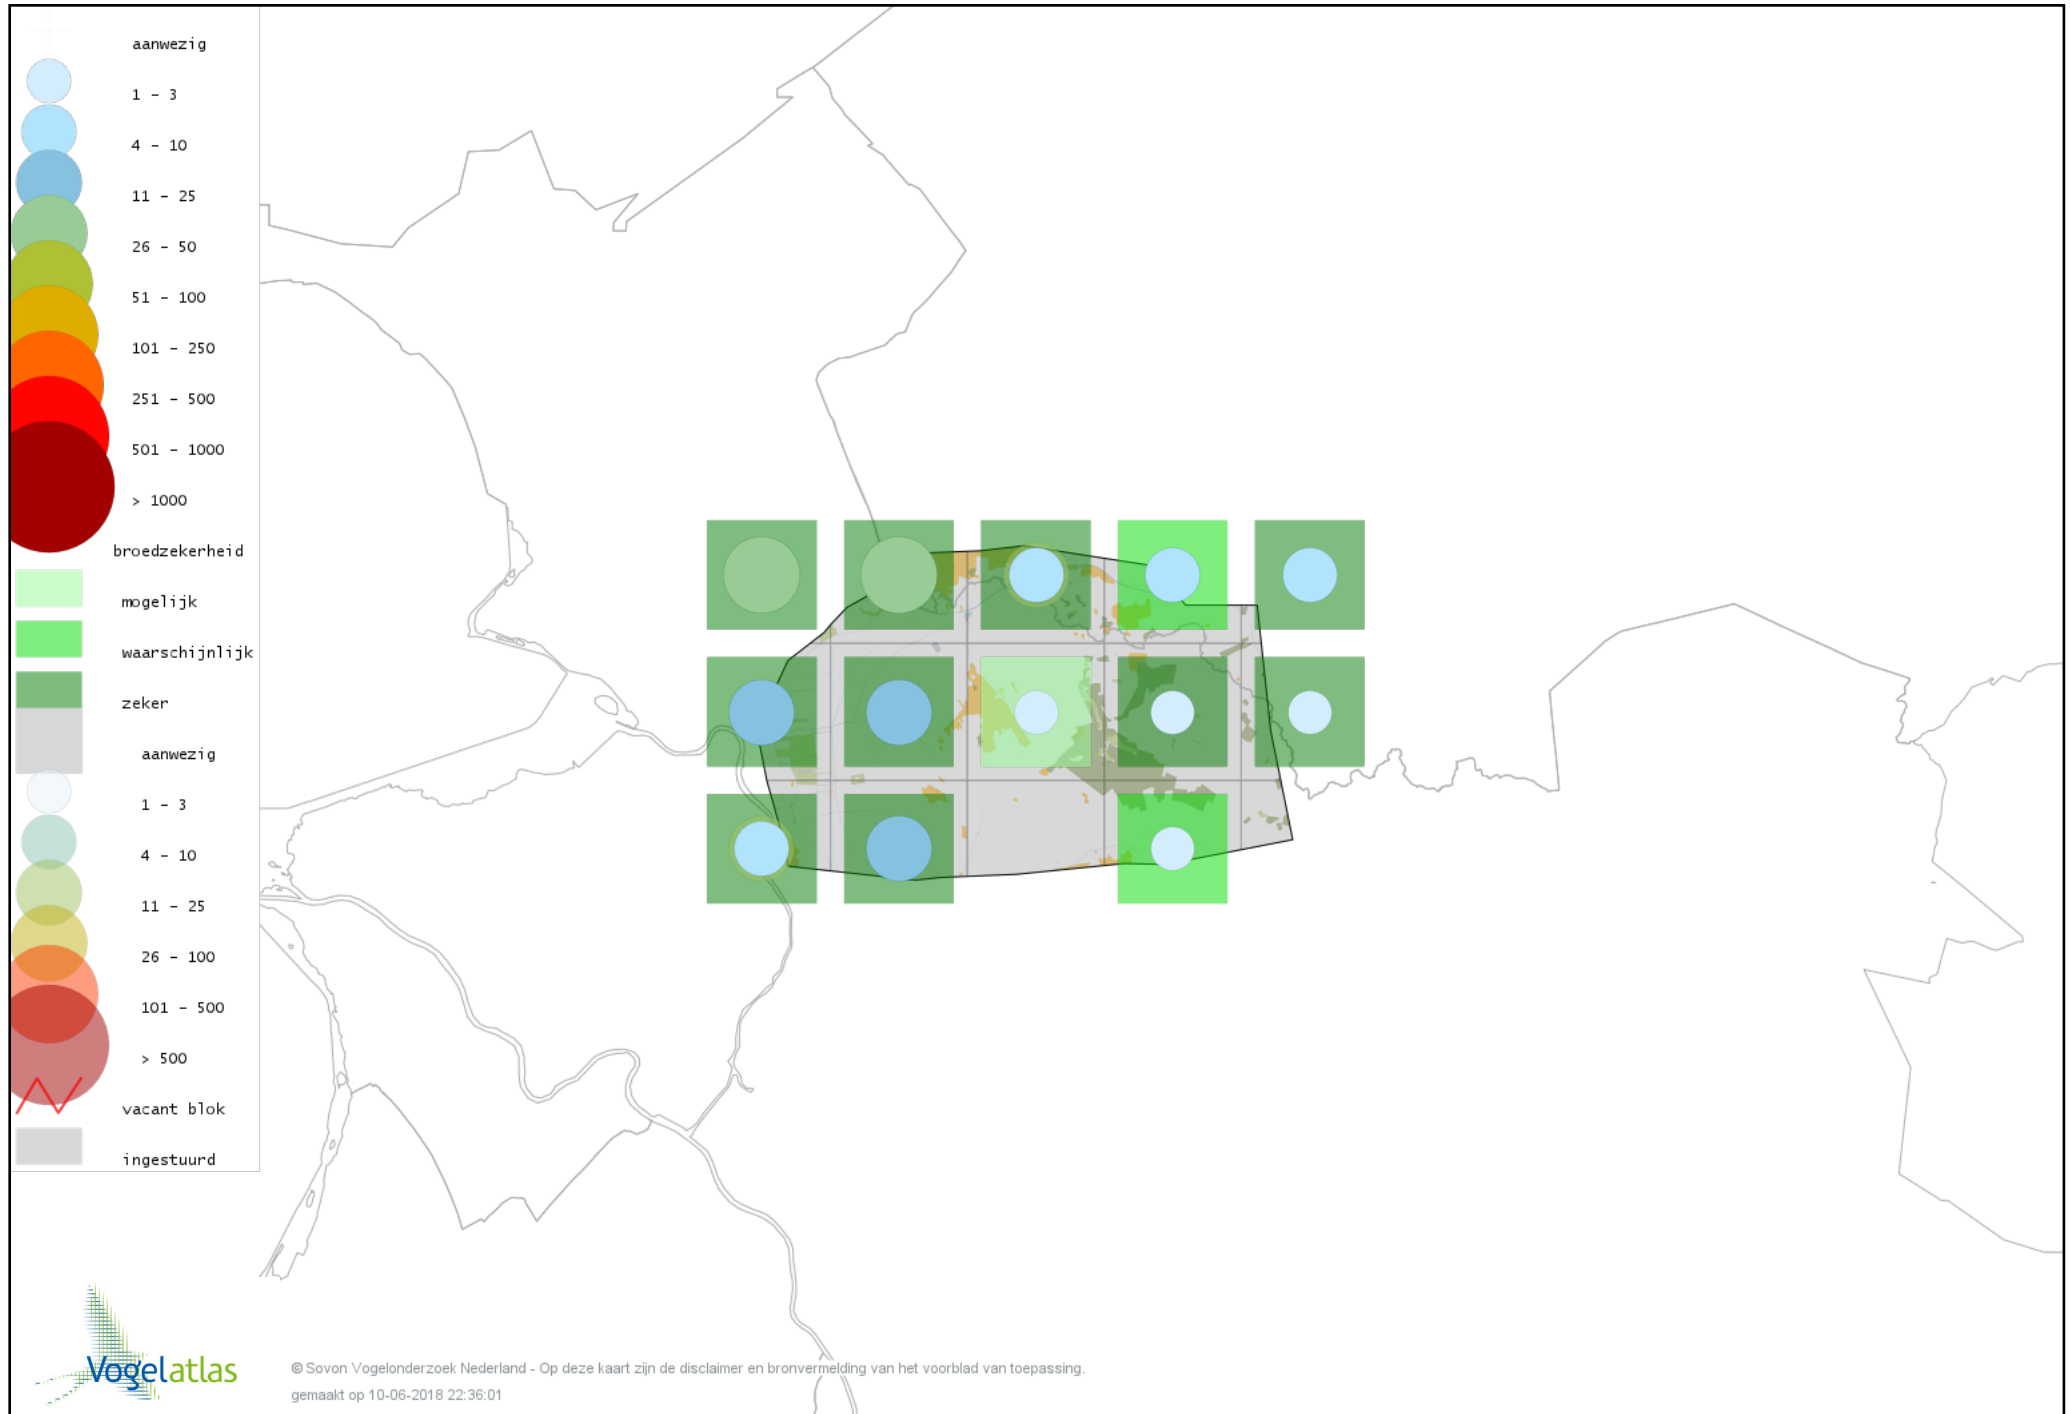 aanwezig
1 - 3
4 - 10
11 - 25
26 - 50
51 - 100
101 - 250
251 - 500
501 - 1000
> 1000
broedzekerheid
mogelijk
waarschijnlijk
zeker
aanwezig
1 - 3
4 - 10
11 - 25
26 - 100
101 - 500
> 500
vacant blok
ingestuurd
Vogelatlas
© Sovon Vogelonderzoek Nederland - Op deze kaart zijn de disclaimer en bronvermelding van het voorblad van toepassing.
gemaakt op 10-06-2018 22:36:01